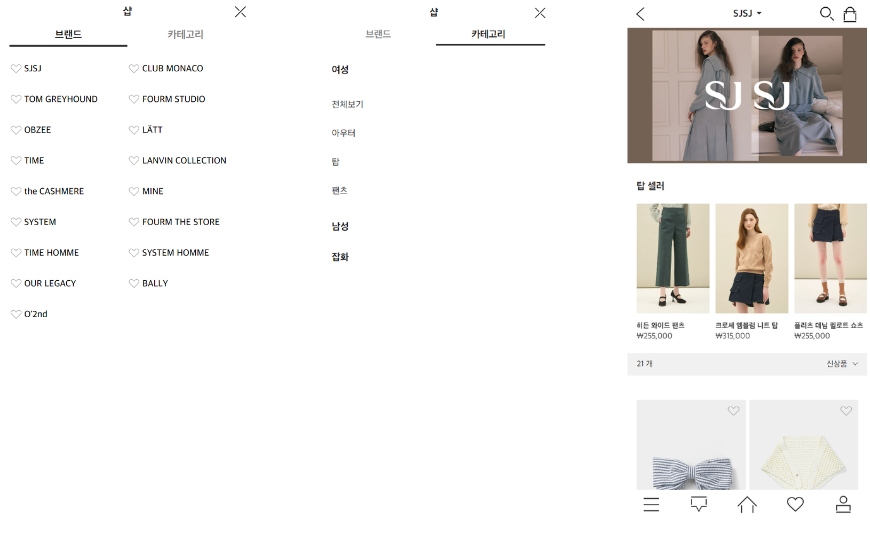 샵
브랜드 카테고리
SJSJ CLUB MONACO
TOM GREYHOUND FOURM STUDIO
OBZEE LÄTT
TIME LANVIN COLLECTION
the CASHMERE MINE
SYSTEM FOURM THE STORE
TIME HOMME SYSTEM HOMME
OUR LEGACY BALLY
O'2nd
샵
브랜드 카테고리
여성
전체보기
아우터
탑
팬츠
남성
잡화
SJSJ
SJSJ
탑 셀러
히든 와이드 팬츠 크로셰 엠블럼 니트 탑 플리츠 데님 퀼로트 쇼츠
₩255,000 ₩315,000 ₩255,000
21 개 신상품